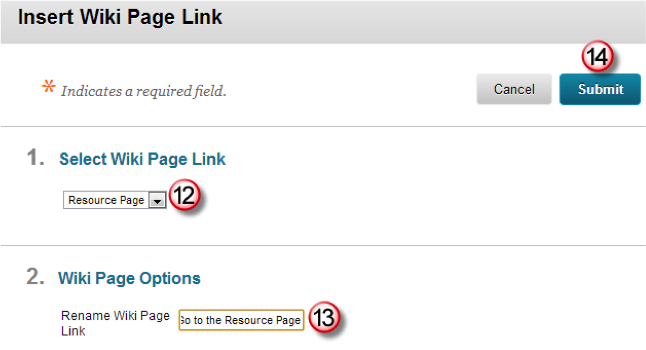 Insert Wiki Page Link
14
* Indicates a required field.
Cancel Submit
1. Select Wiki Page Link
Resource Page 12
2. Wiki Page Options
Rename Wiki Page
Link
Go to the Resource Page 13